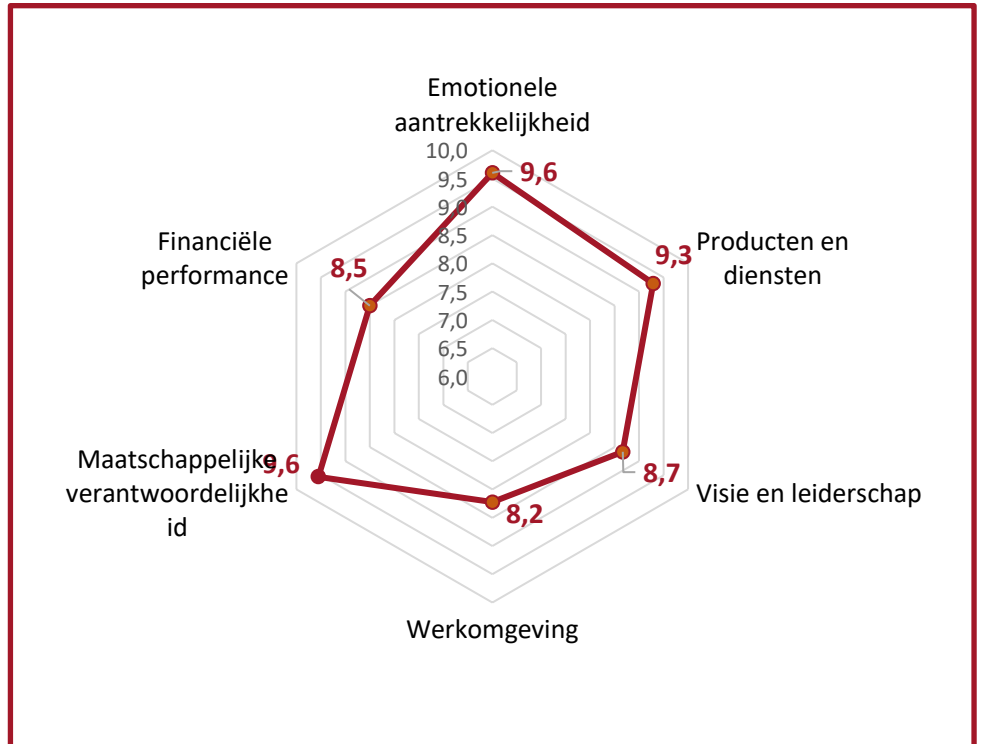 Emotionele
aantrekkelijkheid
10,0
9,5
9,0
8,5
8,0
7,5
7,0
6,5
6,0
9,6
Producten en
diensten
9,3
Visie en leiderschap
8,7
Werkomgeving
8,2
Maatschappelijke
verantwoordelijkhe
id
9,6
Financiële
performance
8,5